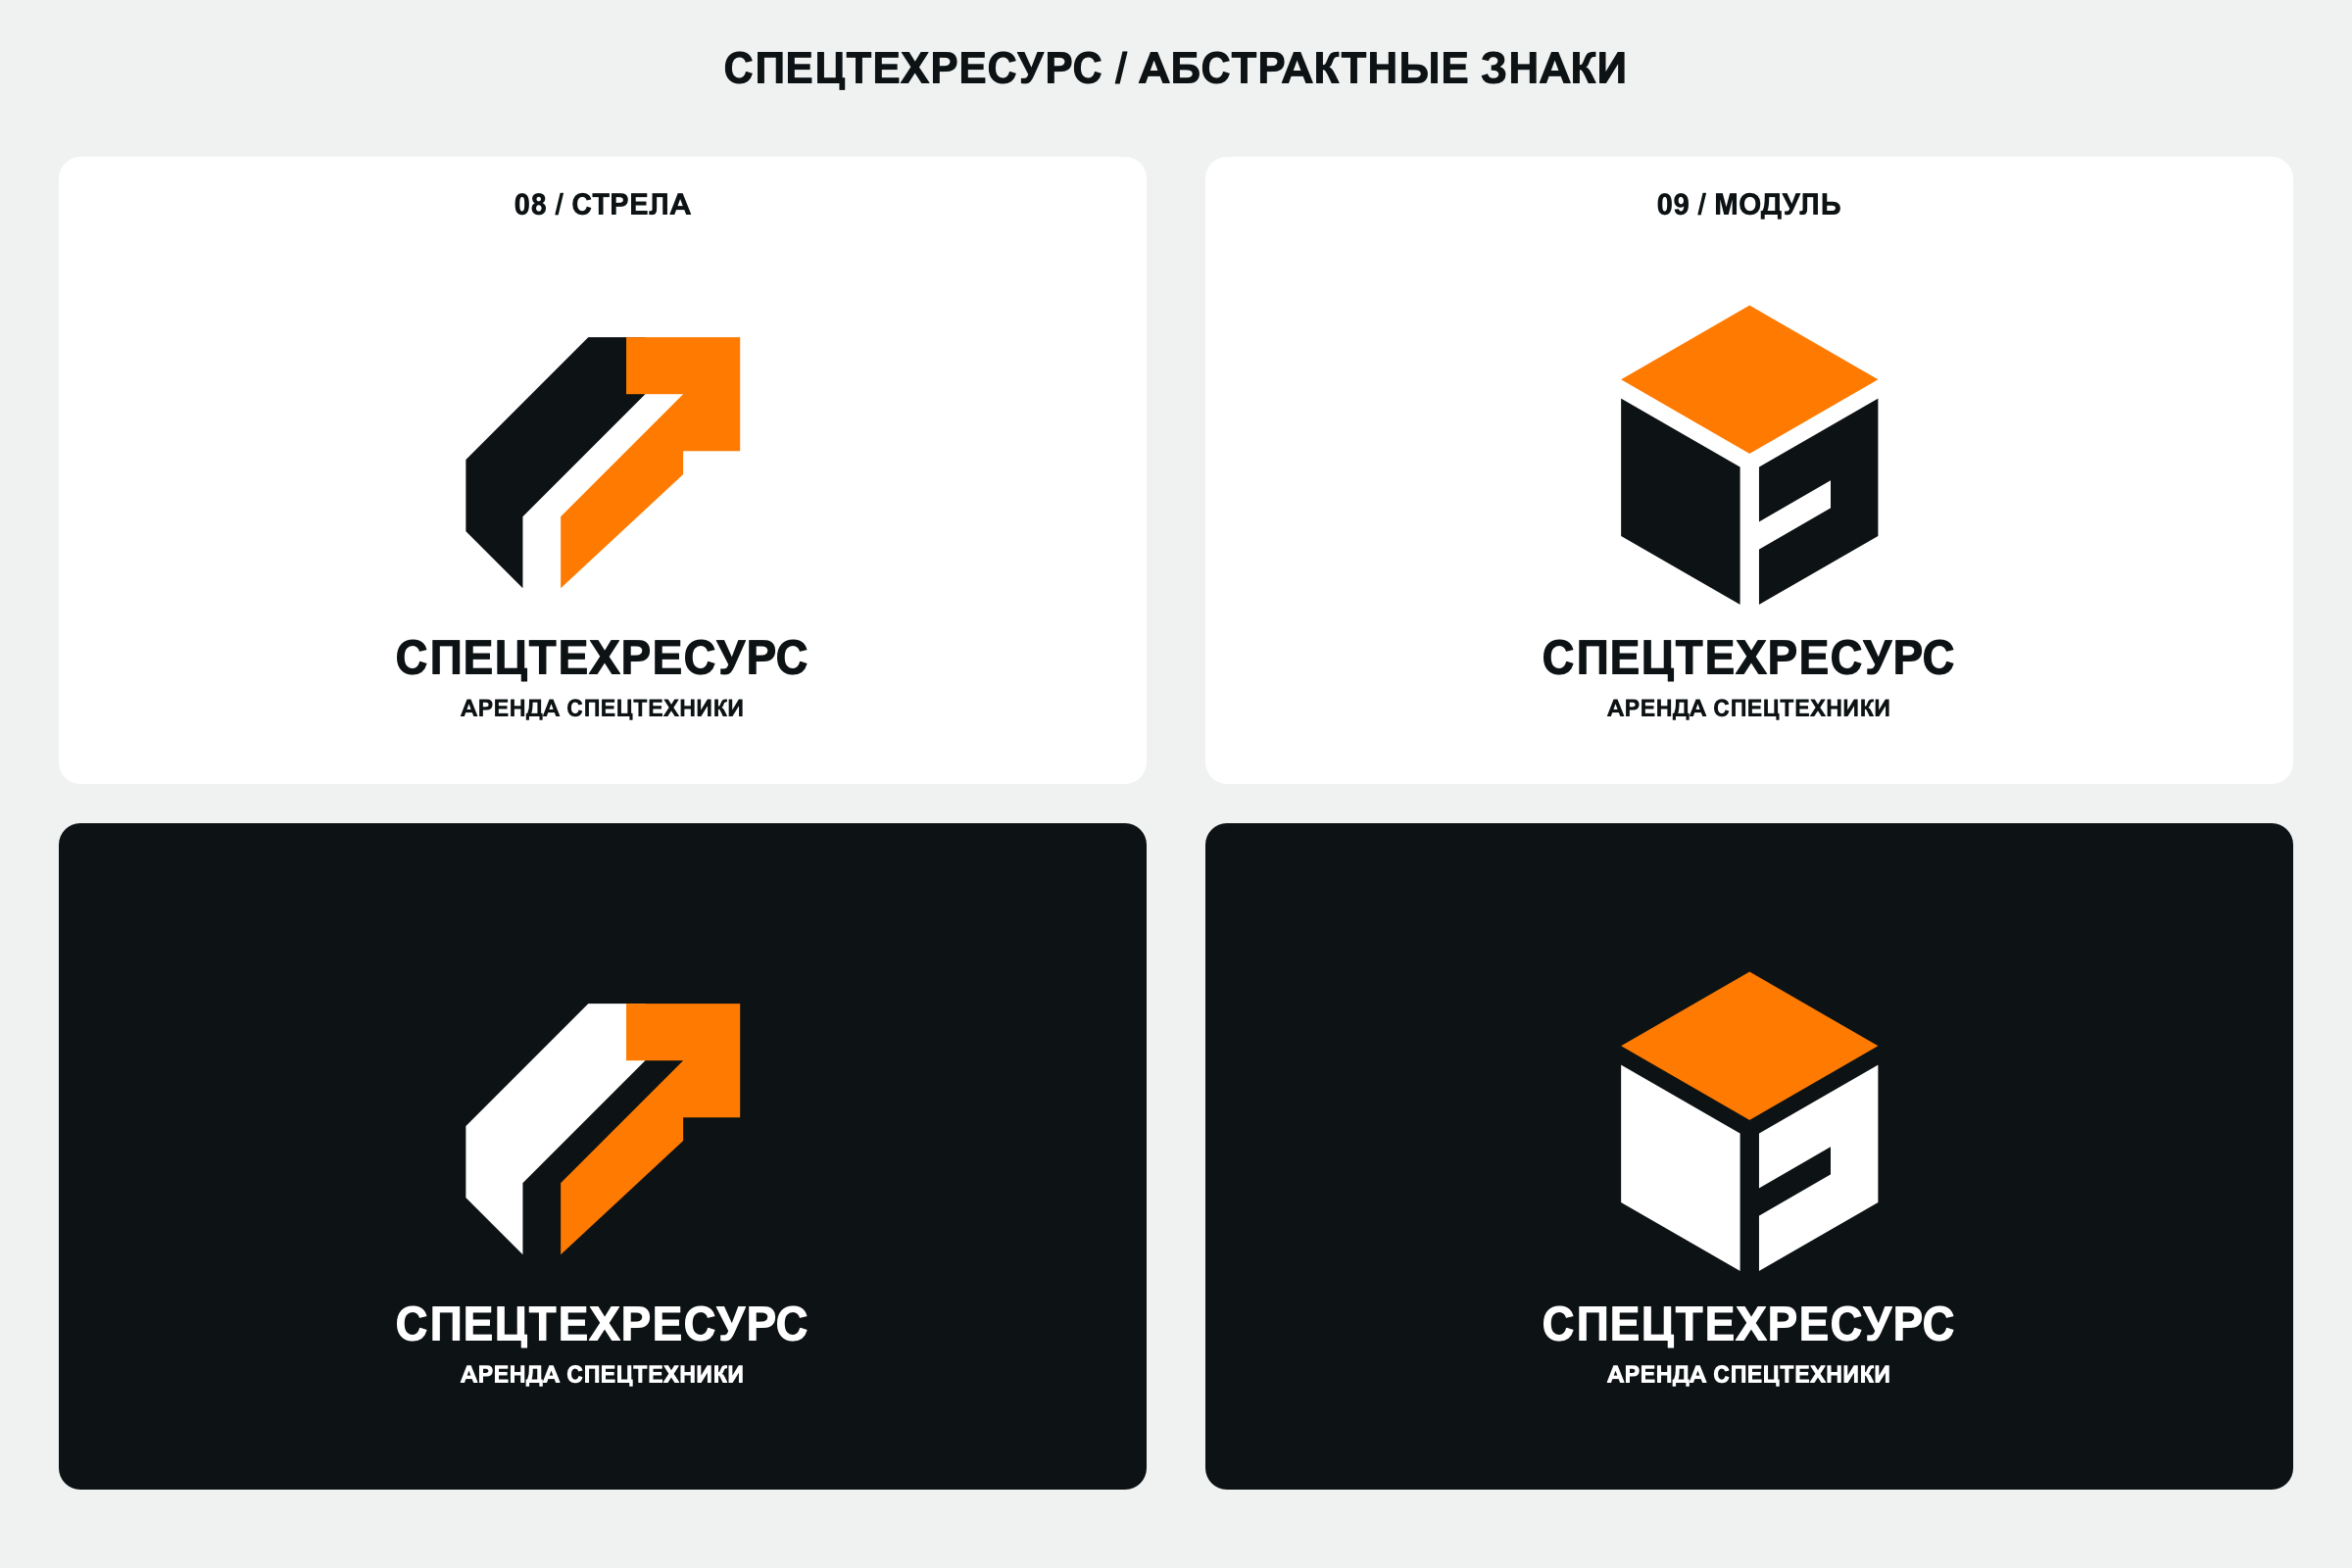 СПЕЦТЕХРЕСУРС / АБСТРАКТНЫЕ ЗНАКИ
08 / СТРЕЛА
СПЕЦТЕХРЕСУРС
АРЕНДА СПЕЦТЕХНИКИ
09 / МОДУЛЬ
СПЕЦТЕХРЕСУРС
АРЕНДА СПЕЦТЕХНИКИ
СПЕЦТЕХРЕСУРС
АРЕНДА СПЕЦТЕХНИКИ
СПЕЦТЕХРЕСУРС
АРЕНДА СПЕЦТЕХНИКИ